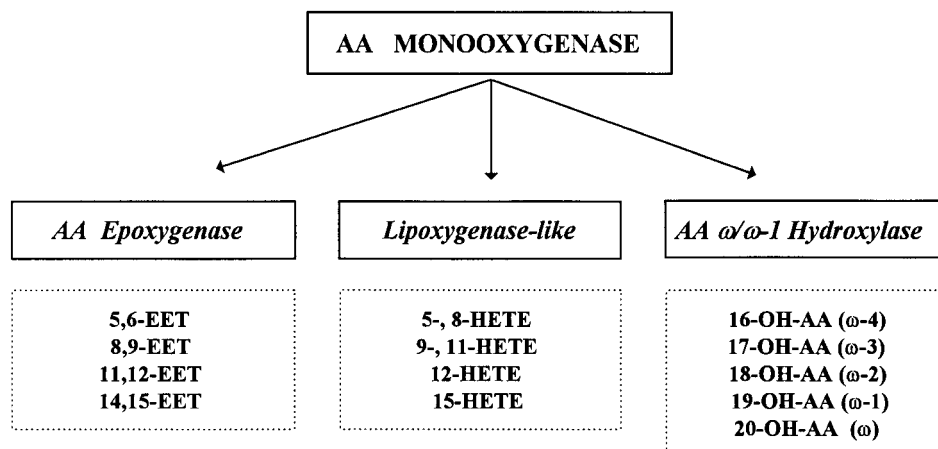 AA MONOOXYGENASE
AA Epoxygenase
Lipoxygenase-like
AA ω/ω-1 Hydroxylase
5,6-EET
8,9-EET
11,12-EET
14,15-EET
5-, 8-HETE
9-, 11-HETE
12-HETE
15-HETE
16-OH-AA (ω-4)
17-OH-AA (ω-3)
18-OH-AA (ω-2)
19-OH-AA (ω-1)
20-OH-AA (ω)